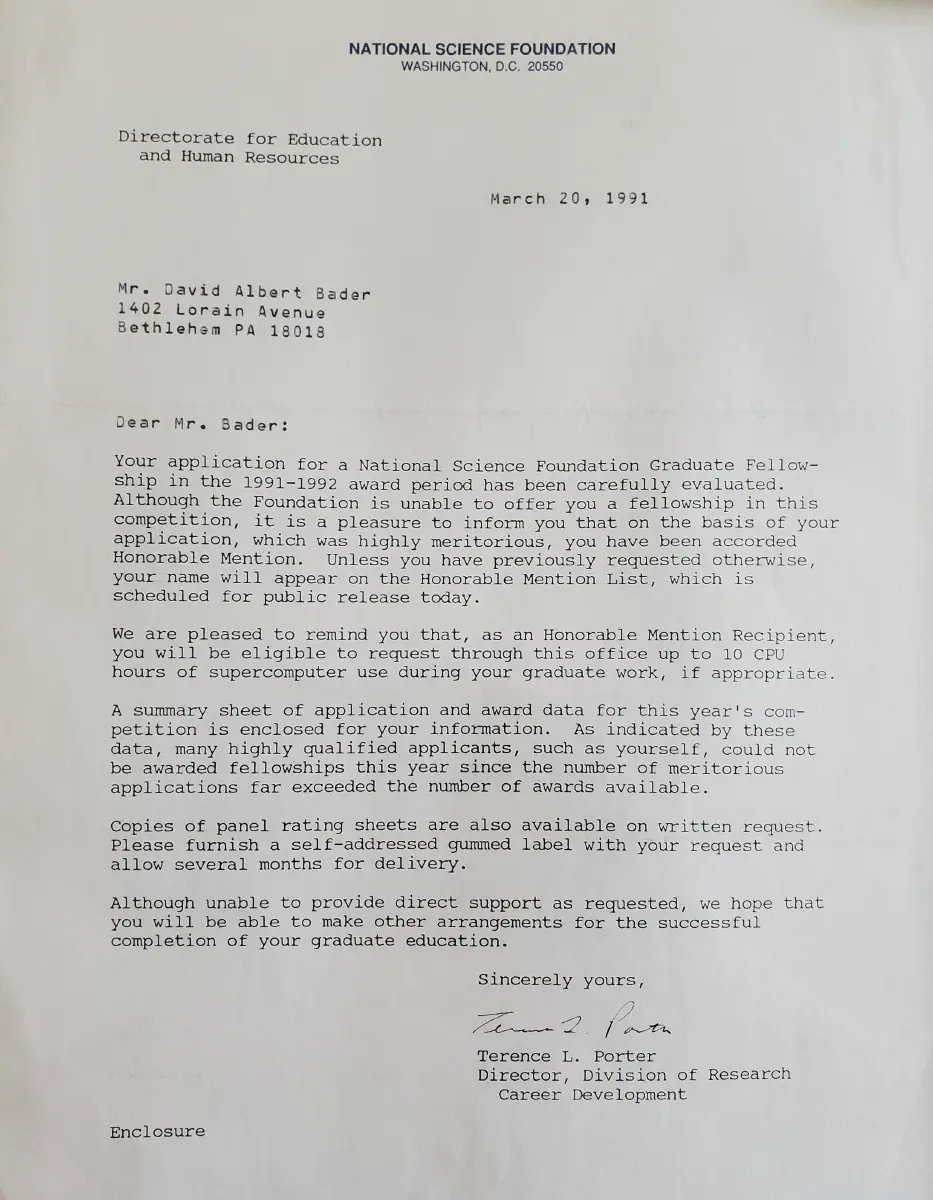 NATIONAL SCIENCE FOUNDATION
WASHINGTON, D.C. 20550
Directorate for Education
and Human Resources
March 20, 1991
Mr. David Albert Bader
1402 Lorain Avenue
Bethlehem PA 18018
Dear Mr. Bader:
Your application for a National Science Foundation Graduate Fellow-
ship in the 1991-1992 award period has been carefully evaluated.
Although the Foundation is unable to offer you a fellowship in this
competition, it is a pleasure to inform you that on the basis of your
application, which was highly meritorious, you have been accorded
Honorable Mention. Unless you have previously requested otherwise,
your name will appear on the Honorable Mention List, which is
scheduled for public release today.
We are pleased to remind you that, as an Honorable Mention Recipient,
you will be eligible to request through this office up to 10 CPU
hours of supercomputer use during your graduate work, if appropriate.
A summary sheet of application and award data for this year's com-
petition is enclosed for your information. As indicated by these
data, many highly qualified applicants, such as yourself, could not
be awarded fellowships this year since the number of meritorious
applications far exceeded the number of awards available.
Copies of panel rating sheets are also available on written request.
Please furnish a self-addressed gummed label with your request and
allow several months for delivery.
Although unable to provide direct support as requested, we hope that
you will be able to make other arrangements for the successful
completion of your graduate education.
Sincerely yours,
Terence L. Porter
Terence L. Porter
Director, Division of Research
Career Development
Enclosure